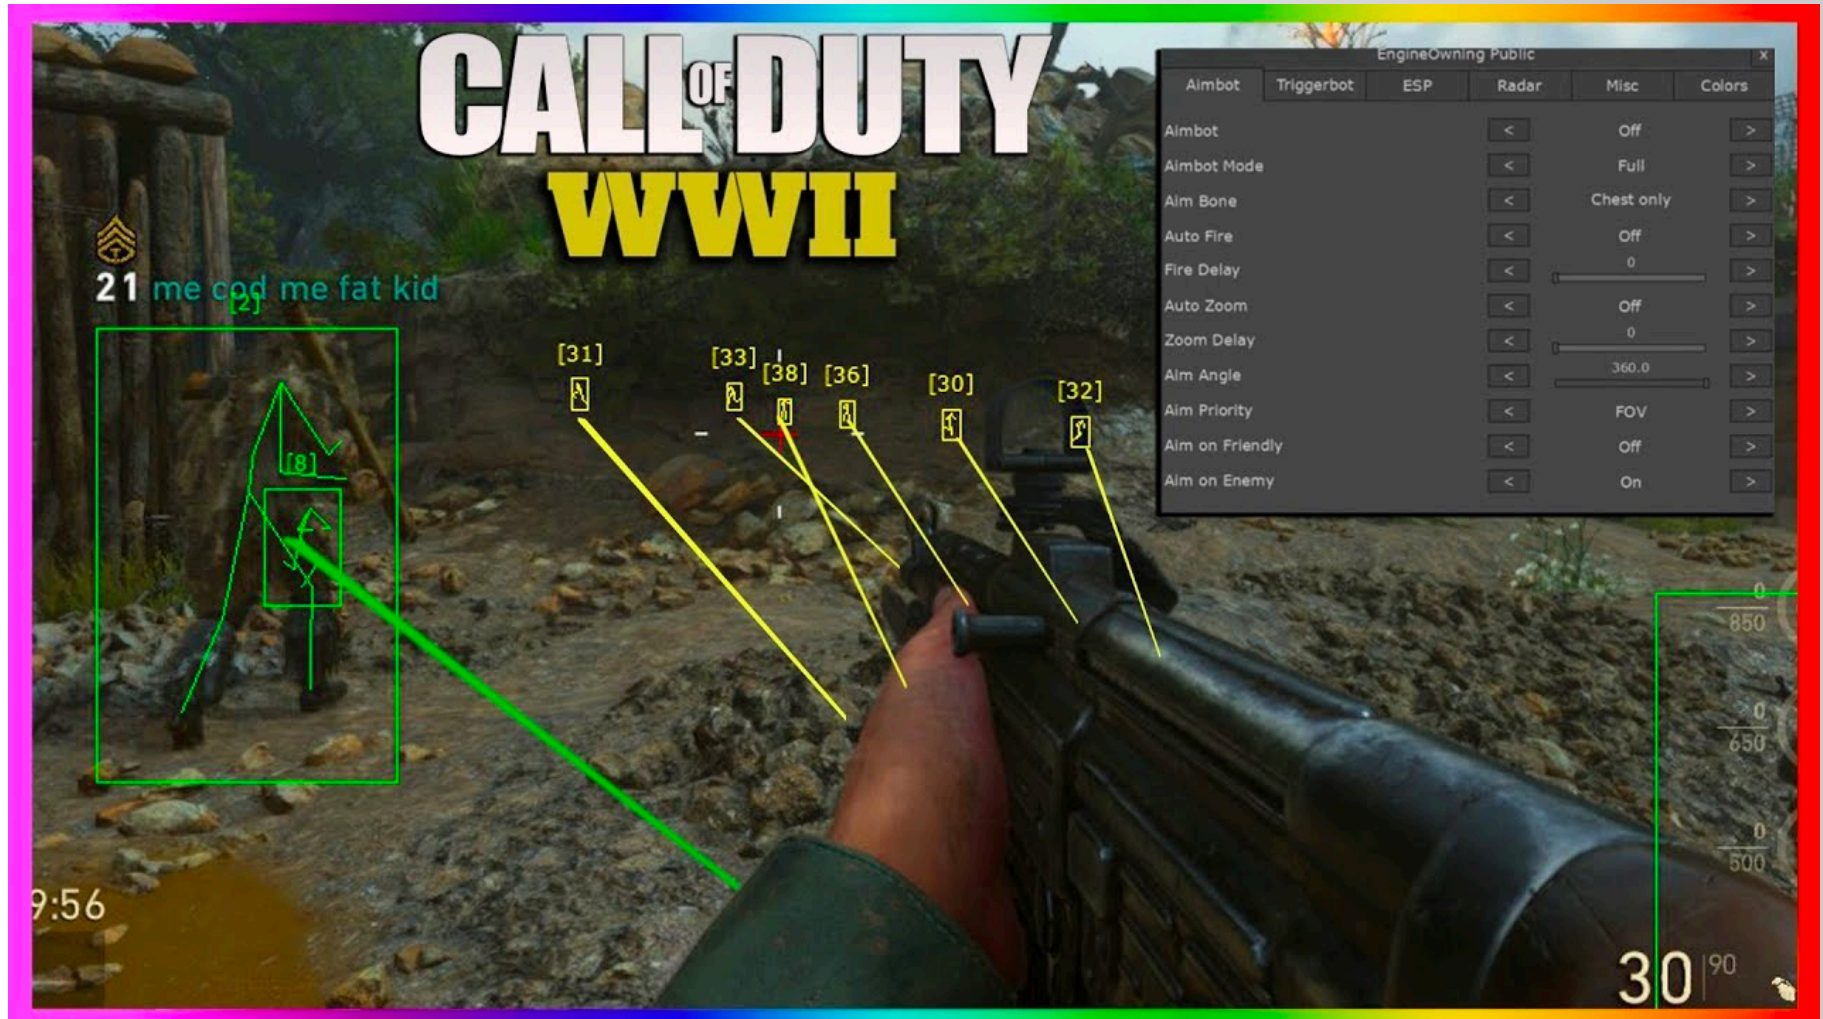 CALL OF DUTY
WWII
EngineOwning Public x
Aimbot Triggerbot ESP Radar Misc Colors
Aimbot < Off >
Aimbot Mode < Full >
Aim Bone < Chest only >
Auto Fire < Off >
Fire Delay < 0 >
Auto Zoom < Off >
Zoom Delay < 0 >
Aim Angle < 360.0 >
Aim Priority < FOV >
Aim on Friendly < Off >
Aim on Enemy < On >
21 me cod me fat kid
[2]
[31]
[33]
[38]
[36]
[30]
[32]
[8]
0
850
0
650
0
500
9:56
30 90